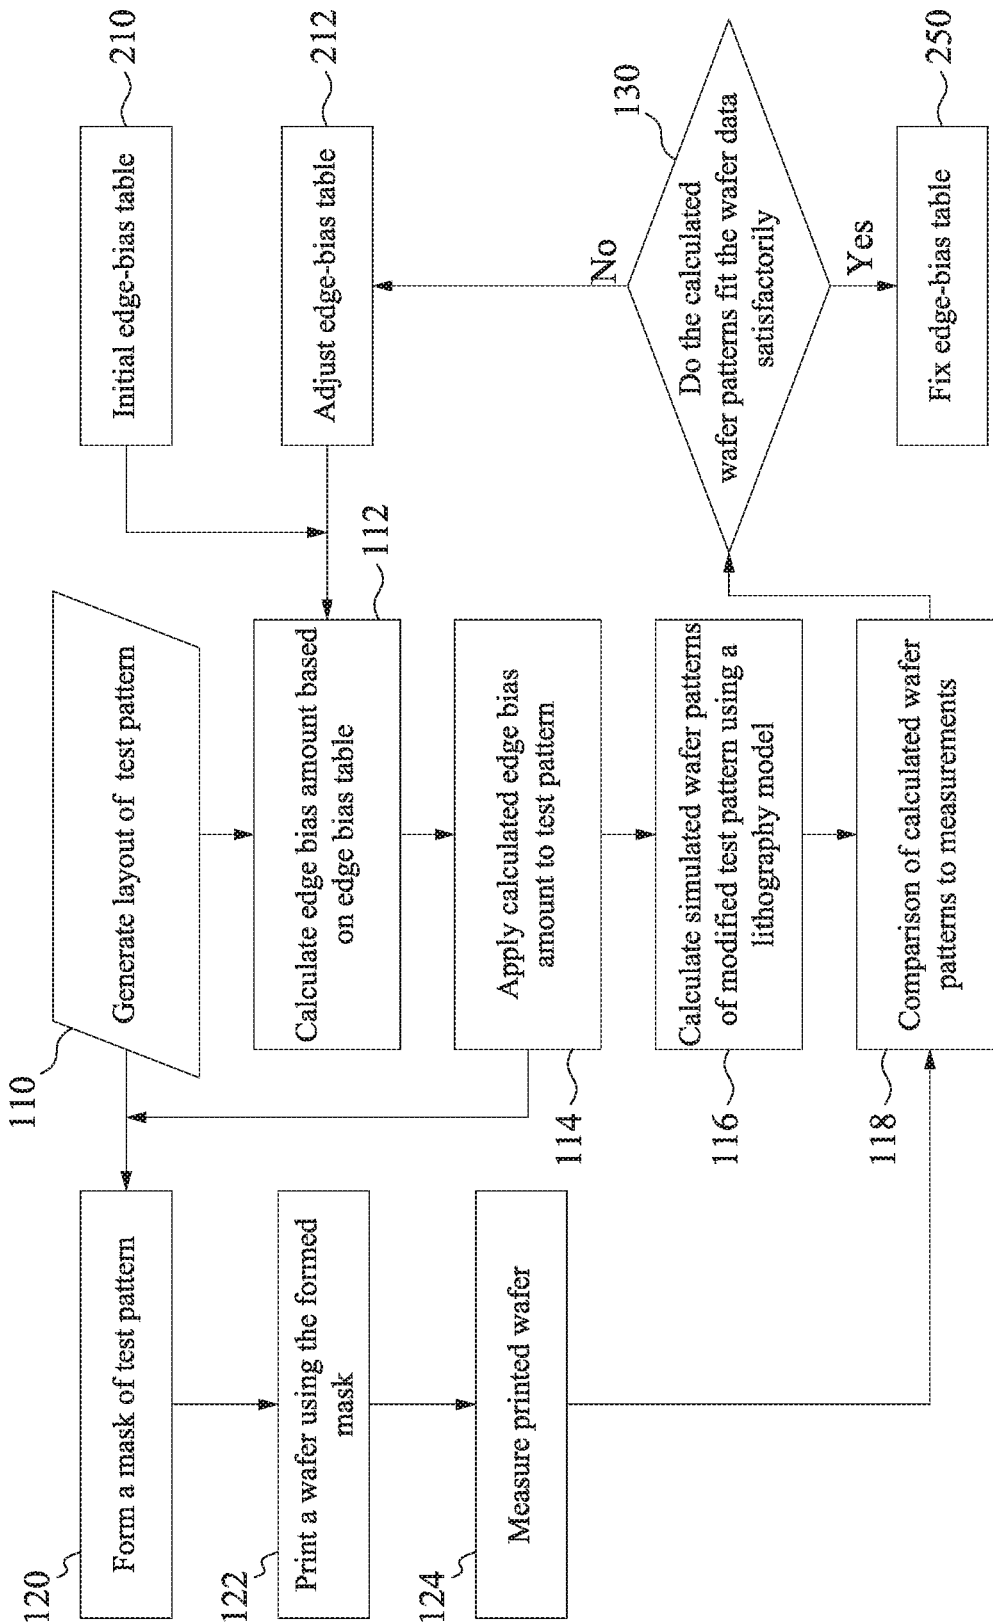 120
Form a mask of test pattern
122
Print a wafer using the formed
mask
124
Measure printed wafer
110
Generate layout of test pattern
Calculate edge bias amount based
on edge bias table
112
Apply calculated edge bias
amount to test pattern
114
Calculate simulated wafer patterns
of modified test pattern using a
lithography model
116
Comparison of calculated wafer
patterns to measurements
118
Initial edge-bias table
210
Adjust edge-bias table
212
No
130
Do the calculated
wafer patterns fit the wafer data
satisfactorily
Yes
Fix edge-bias table
250